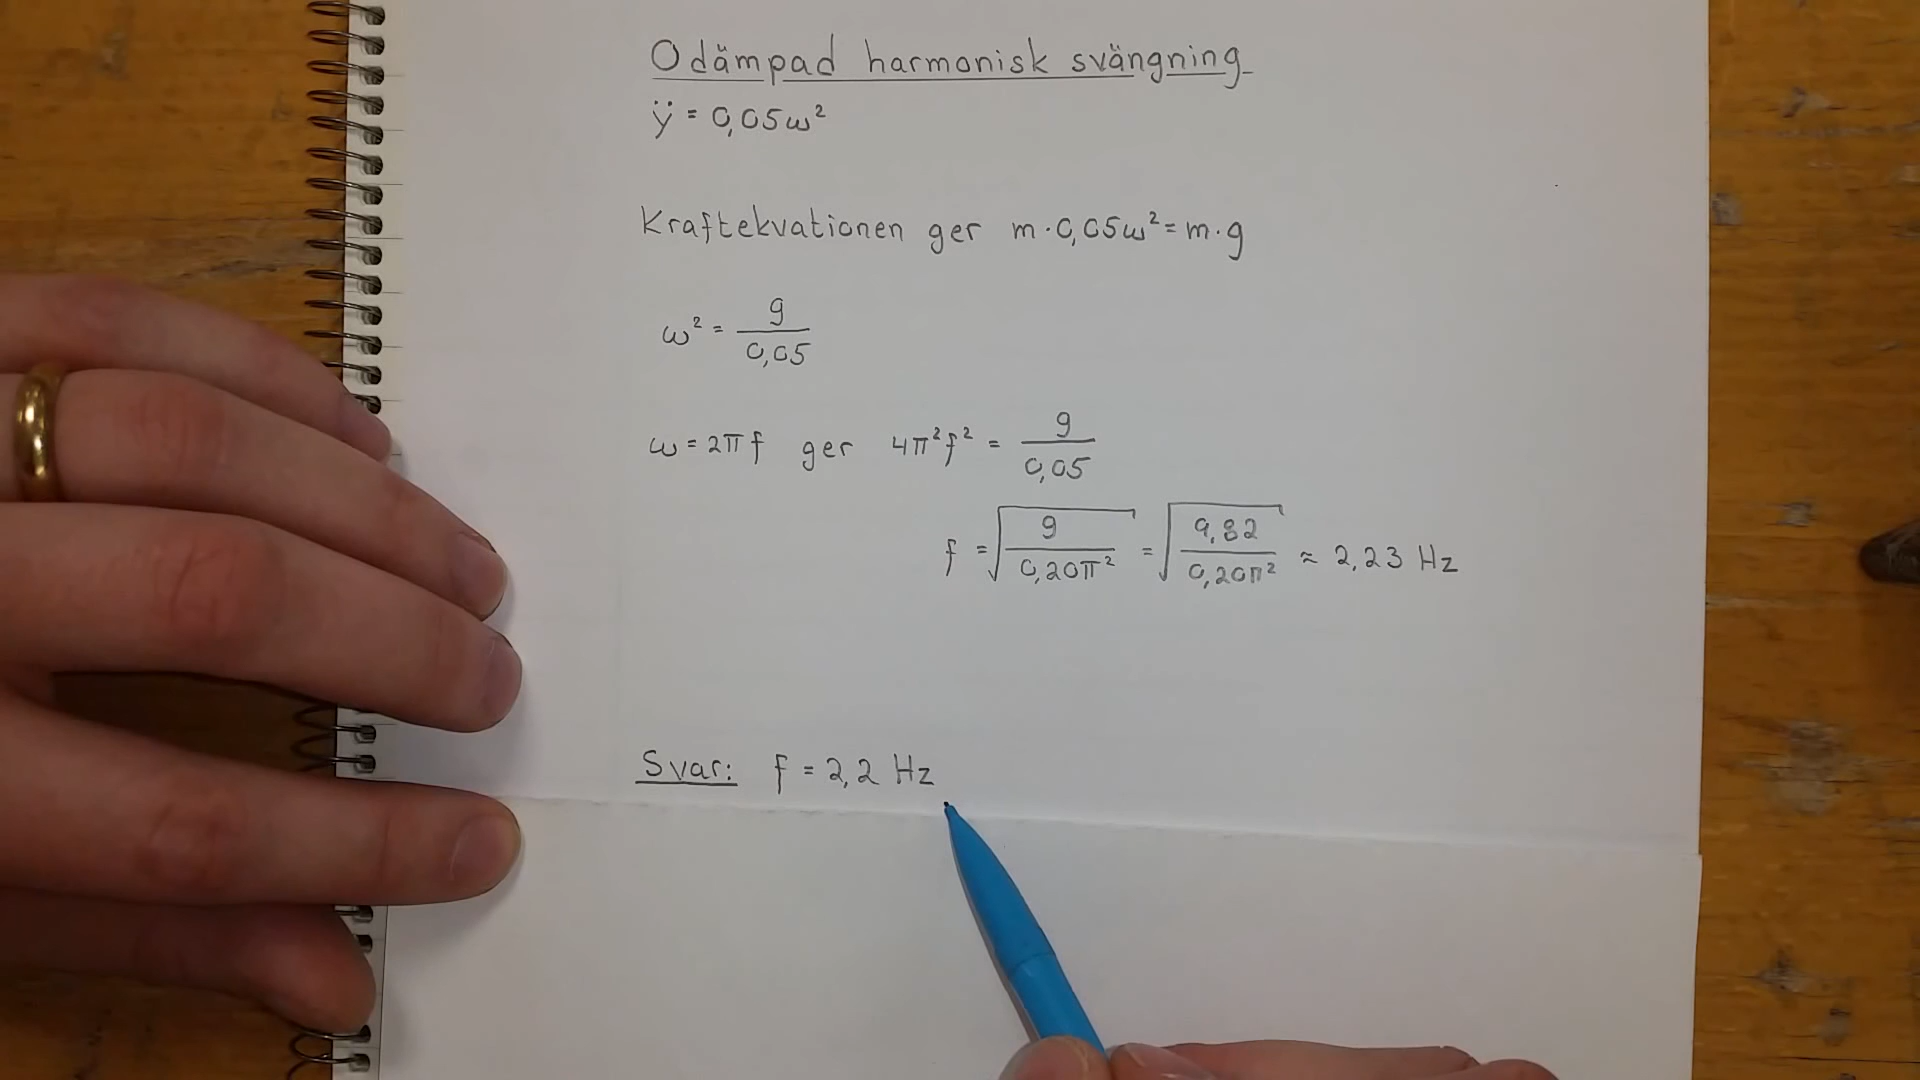 Odämpad harmonisk svängning
ÿ = 0,05ω²
Kraftekvationen ger m·0,05ω² = m·g
ω² = g/0,05
ω = 2πf ger 4π²f² = g/0,05
f = √(g/0,20π²) = √(9,82/0,20π²) ≈ 2,23 Hz
Svar: f = 2,2 Hz